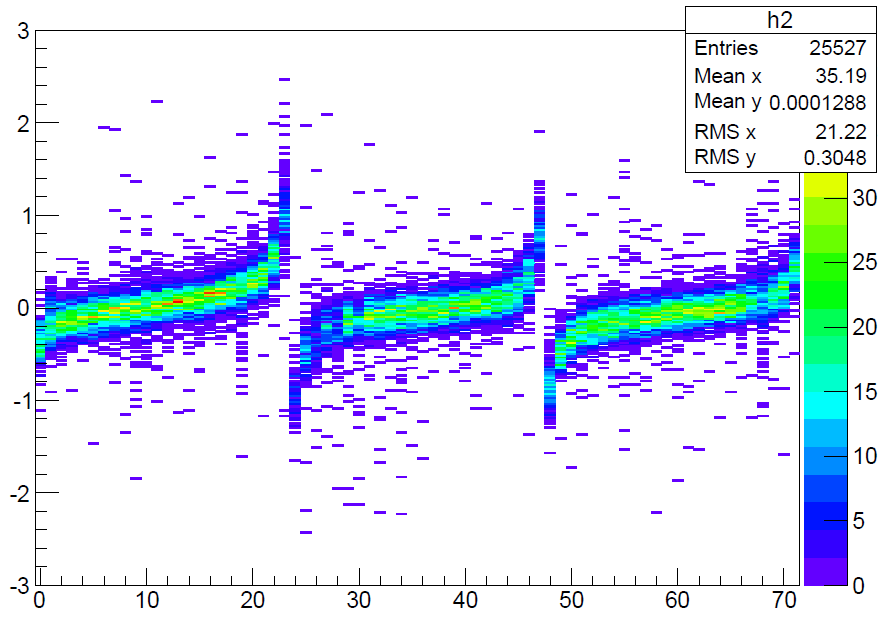 h2
Entries 25527
Mean x 35.19
Mean y 0.0001288
RMS x 21.22
RMS y 0.3048
3
2
1
0
-1
-2
-3
0 10 20 30 40 50 60 70
30
25
20
15
10
5
0